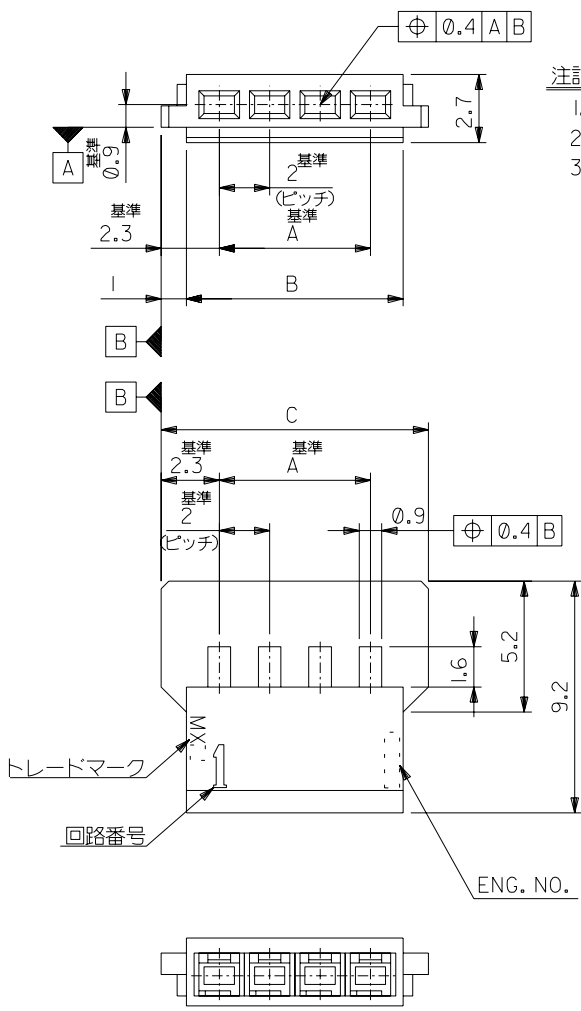 ⌖ 0.4 A B
注記
1.
2
3
2.7
A
基準
0.9
基準
2
(ピッチ)
基準
2.3
基準
A
1
B
B
B
C
基準
2.3
基準
A
基準
2
(ピッチ)
0.9
⌖ 0.4 B
1.6
5.2
9.2
MX
1
トレードマーク
回路番号
ENG. NO.